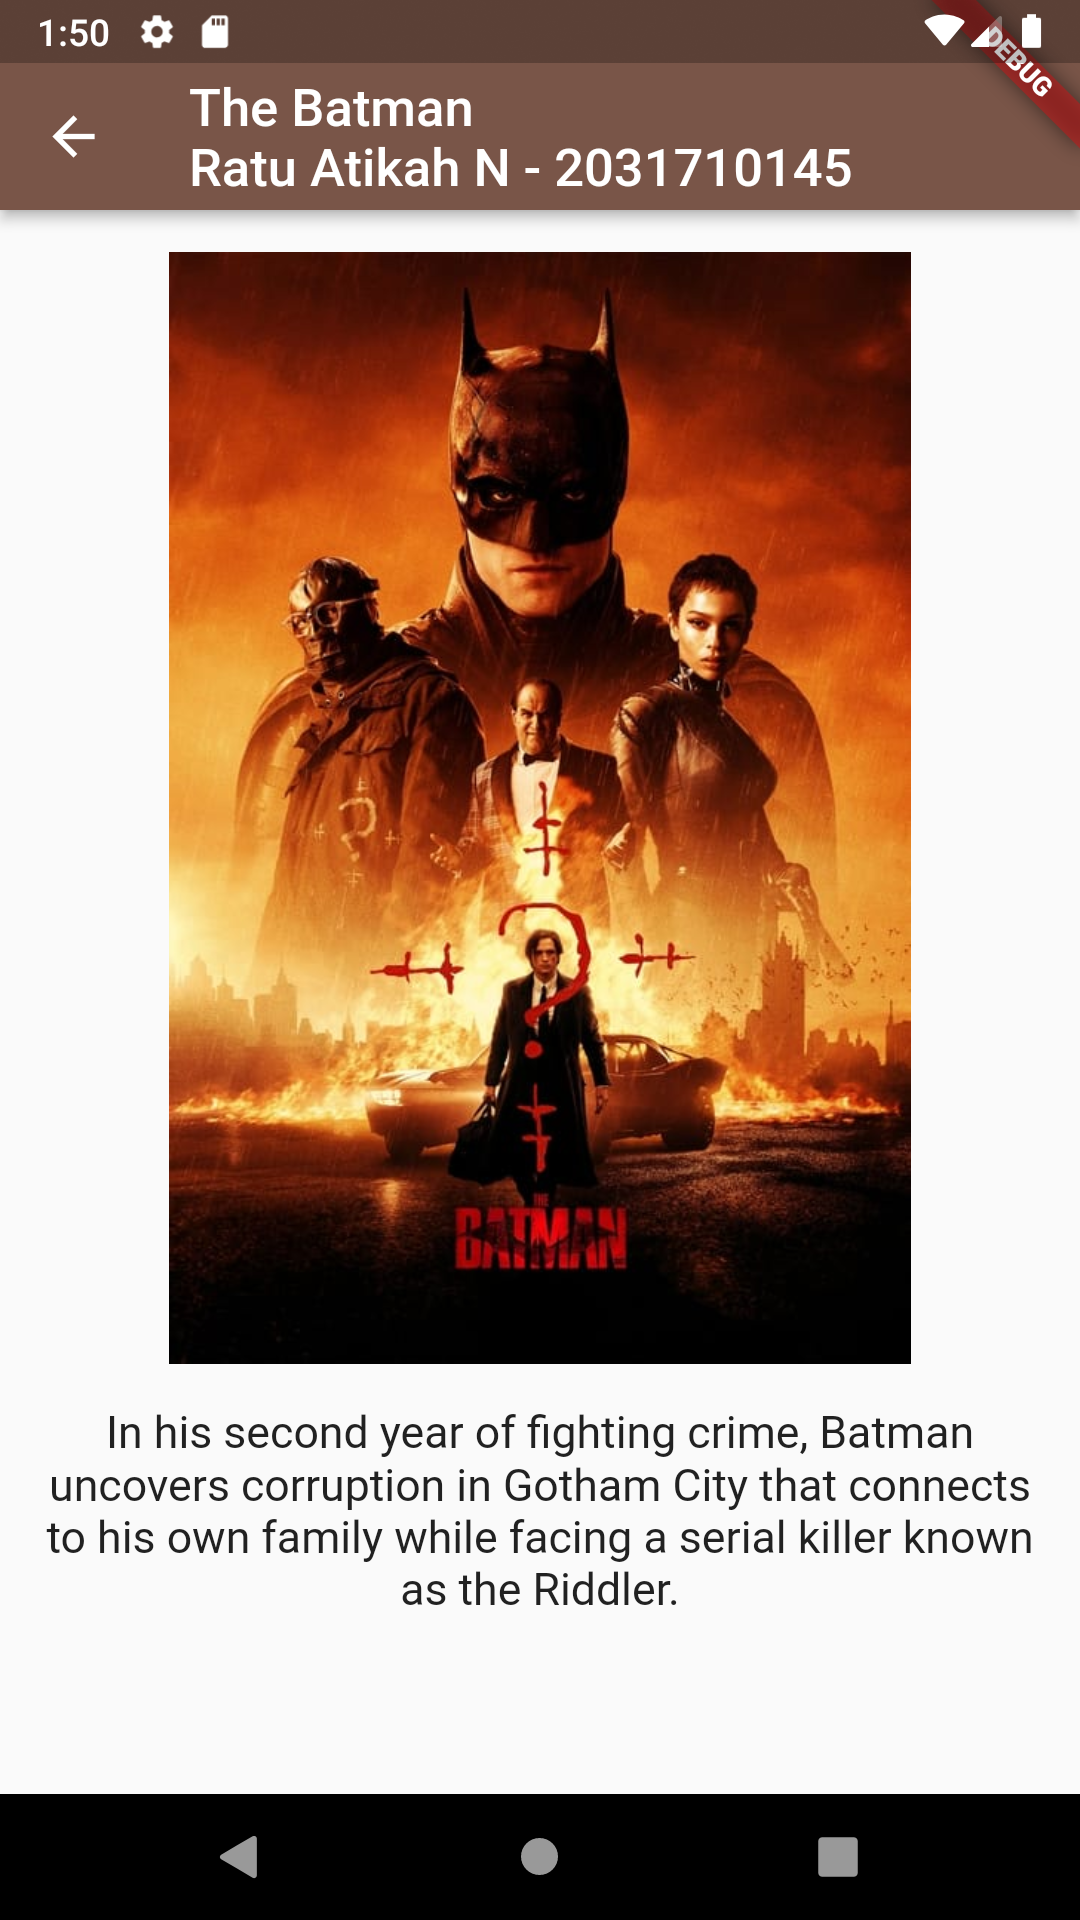 1:50
DEBUG
The Batman
Ratu Atikah N - 2031710145
THE
BATMAN
In his second year of fighting crime, Batman
uncovers corruption in Gotham City that connects
to his own family while facing a serial killer known
as the Riddler.